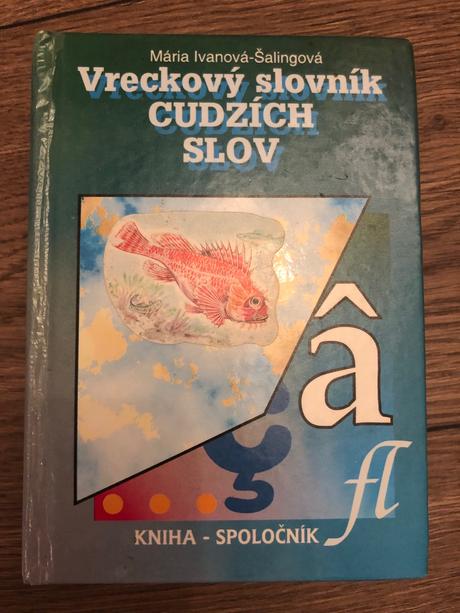 Mária Ivanová-Šalingová
Vreckový slovník
CUDZÍCH
SLOV
â
ç
fl
KNIHA - SPOLOČNÍK